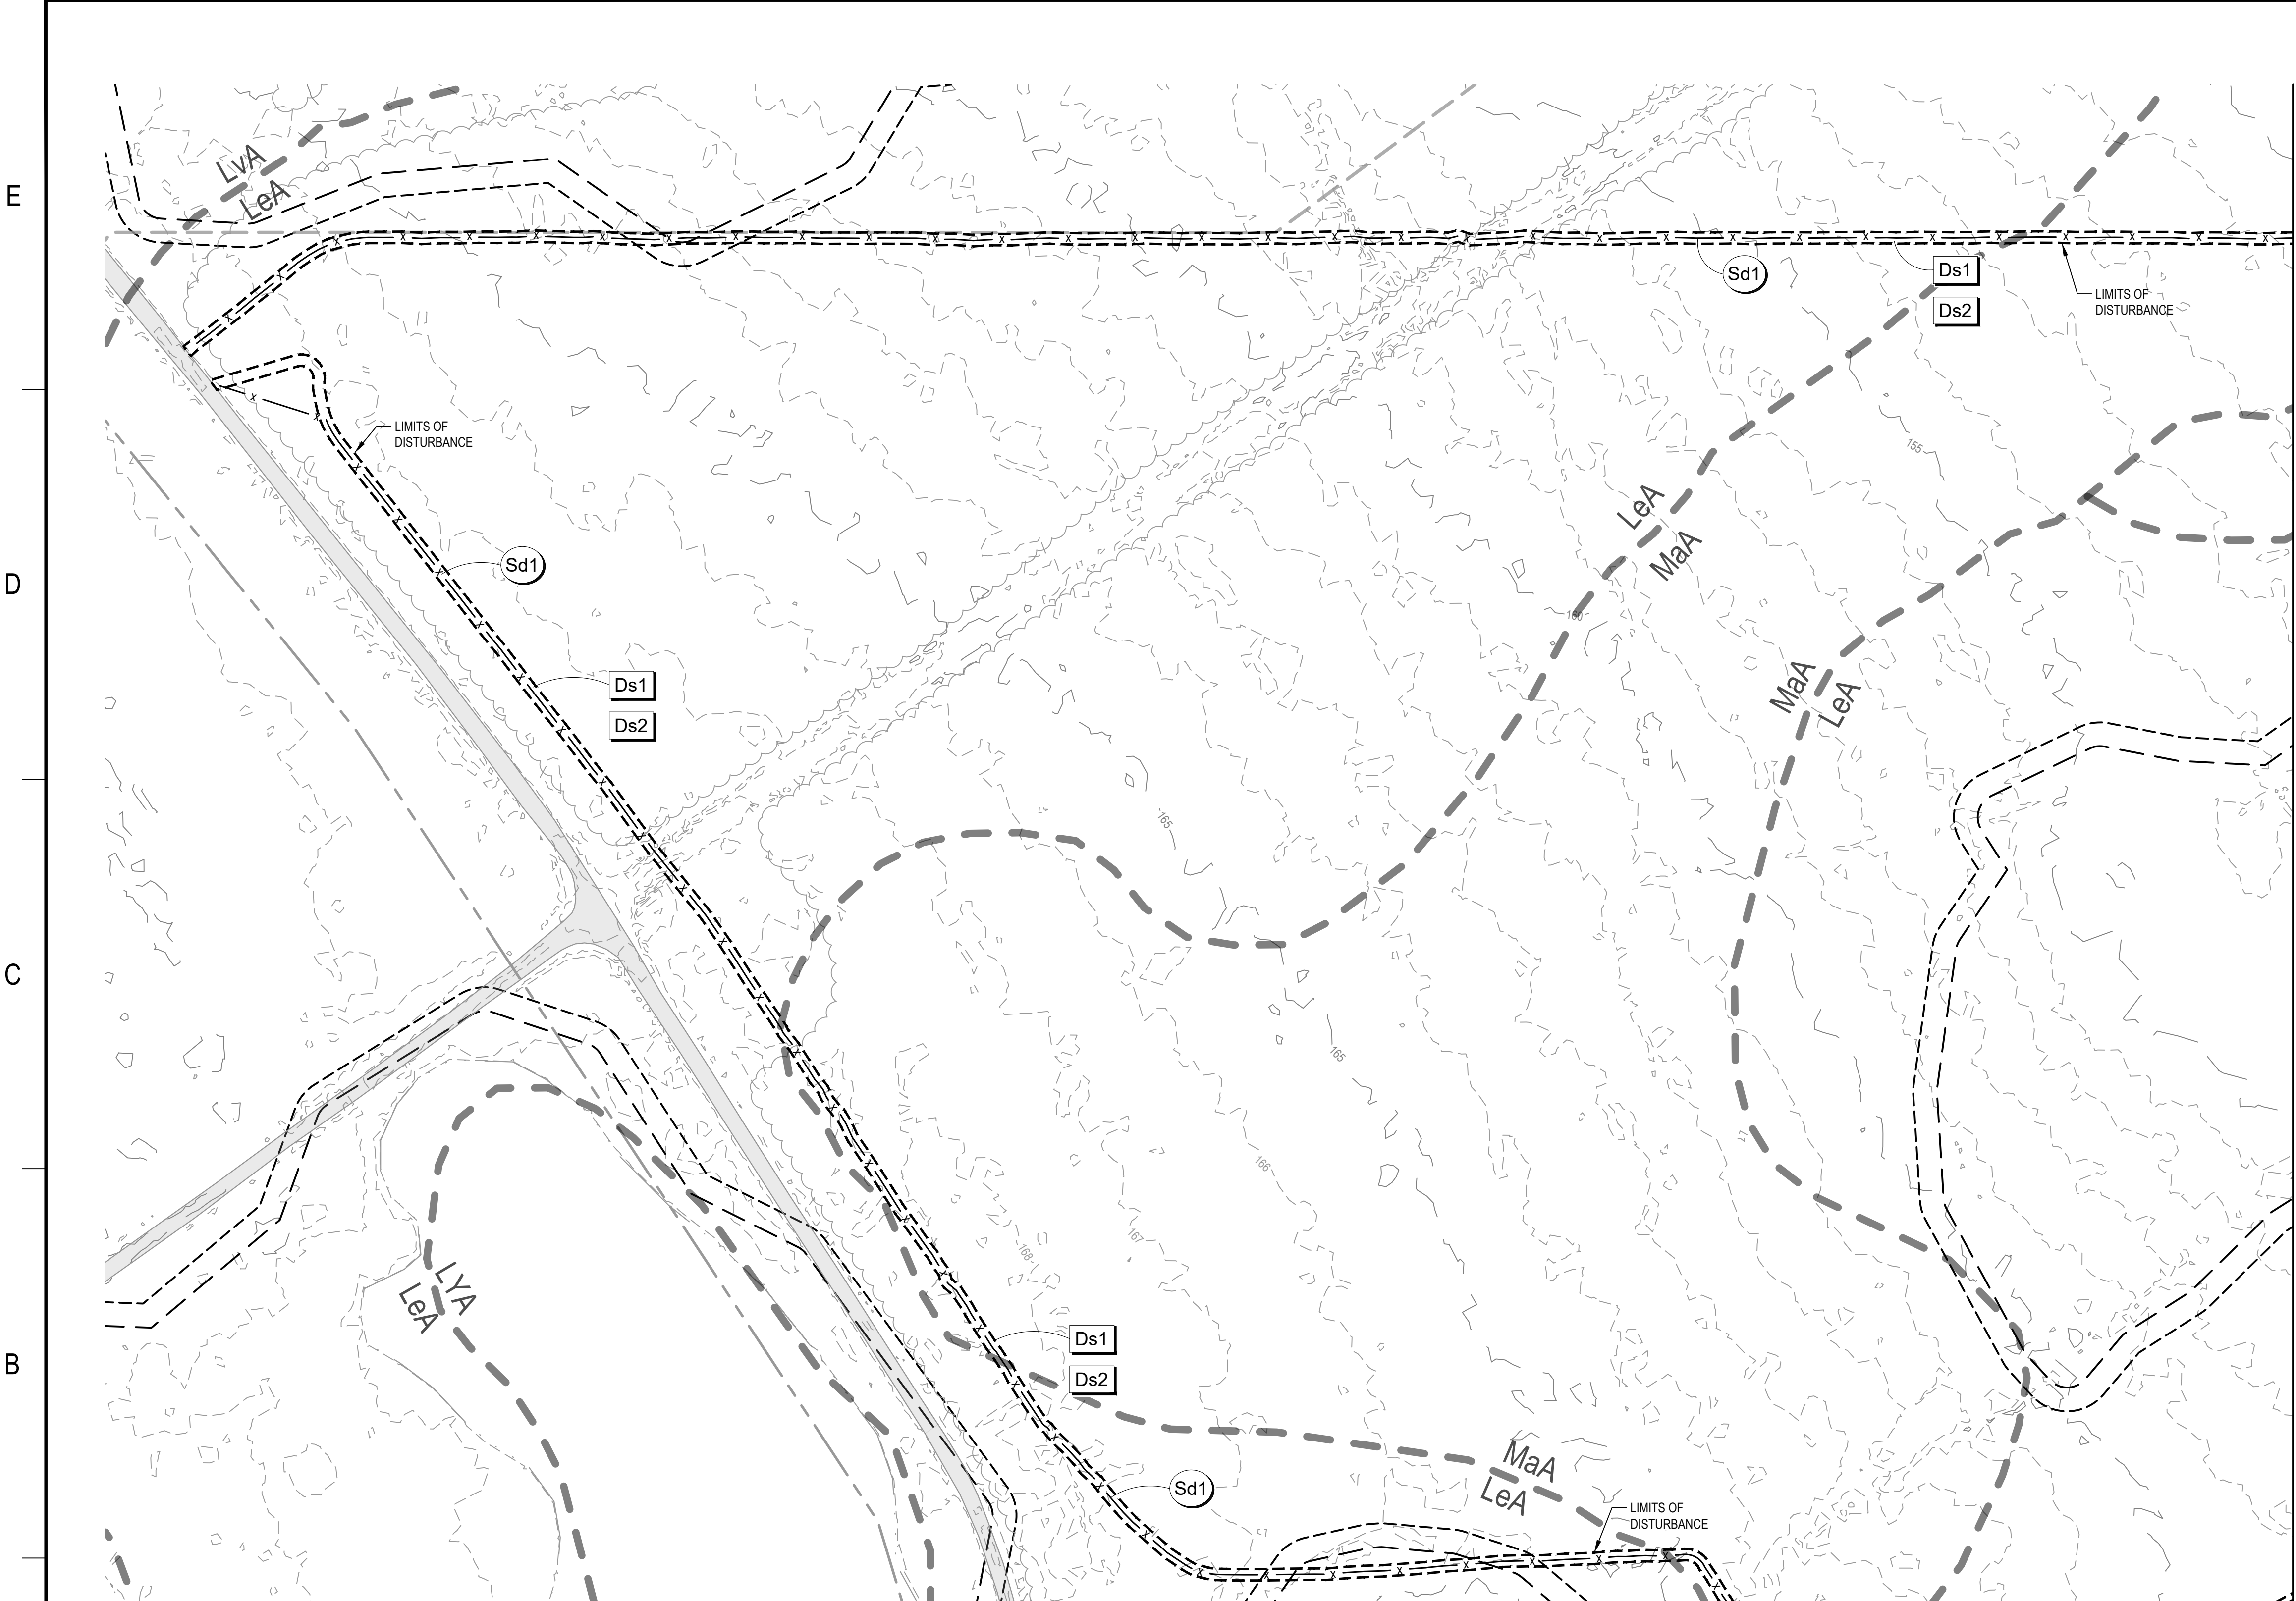 E
LvA
LeA
Sd1
Ds1
Ds2
LIMITS OF
DISTURBANCE
LIMITS OF
DISTURBANCE
155
LeA
MaA
D
Sd1
160
Ds1
Ds2
MaA
LeA
165
C
165
166
168
167
LYA
LeA
Ds1
Ds2
B
MaA
LeA
Sd1
LIMITS OF
DISTURBANCE